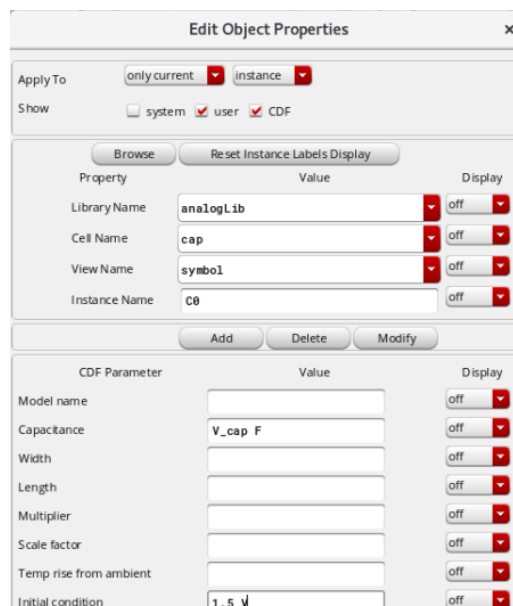 Edit Object Properties ×
Apply To only current instance
Show system user CDF
Browse Reset Instance Labels Display
Property Value Display
Library Name analogLib off
Cell Name cap off
View Name symbol off
Instance Name C0 off
Add Delete Modify
CDF Parameter Value Display
Model name off
Capacitance V_cap F off
Width off
Length off
Multiplier off
Scale factor off
Temp rise from ambient off
Initial condition 1.5 V off